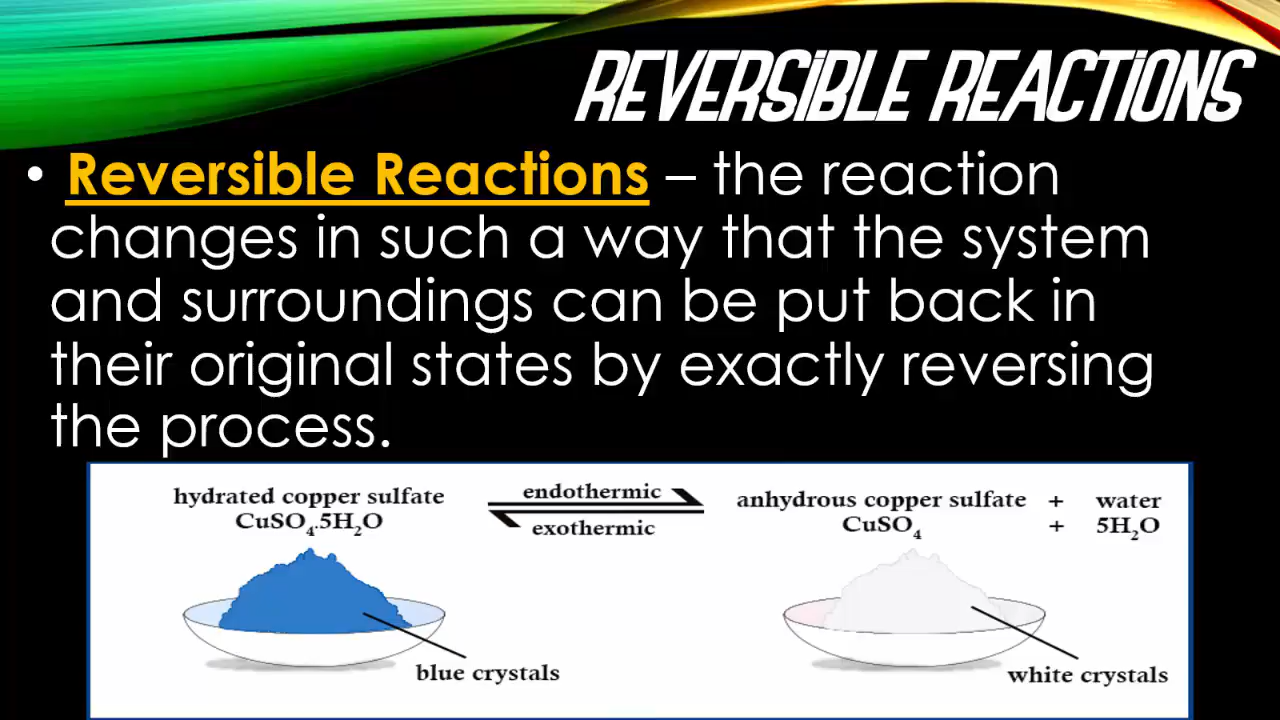 REVERSiBLE REACTiONS
• Reversible Reactions – the reaction
changes in such a way that the system
and surroundings can be put back in
their original states by exactly reversing
the process.
hydrated copper sulfate endothermic anhydrous copper sulfate + water
CuSO₄.5H₂O exothermic CuSO₄ + 5H₂O
blue crystals
white crystals